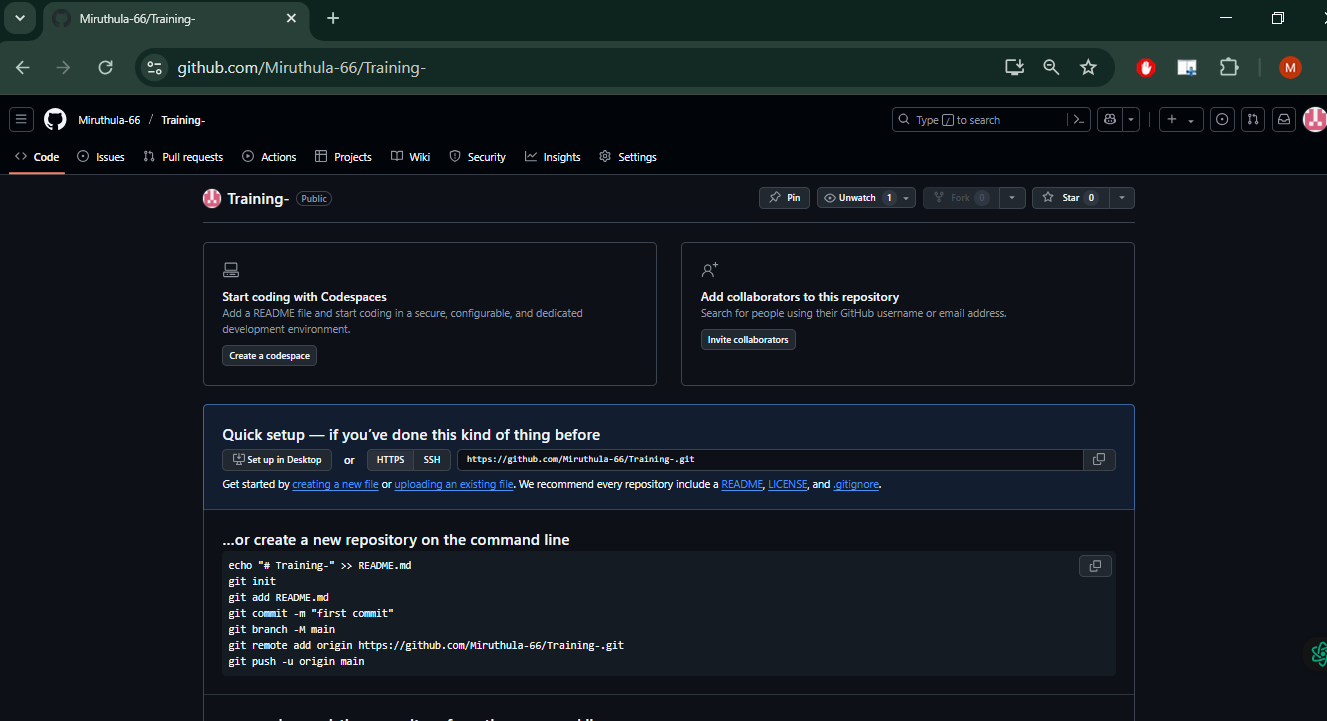 Miruthula-66/Training-
github.com/Miruthula-66/Training-
M
Miruthula-66 / Training-
Type / to search
Code Issues Pull requests Actions Projects Wiki Security Insights Settings
Training- Public
Pin Unwatch 1 Fork 0 Star 0
Start coding with Codespaces
Add a README file and start coding in a secure, configurable, and dedicated
development environment.
Create a codespace
Add collaborators to this repository
Search for people using their GitHub username or email address.
Invite collaborators
Quick setup — if you’ve done this kind of thing before
Set up in Desktop or HTTPS SSH https://github.com/Miruthula-66/Training-.git
Get started by creating a new file or uploading an existing file. We recommend every repository include a README, LICENSE, and .gitignore.
…or create a new repository on the command line
echo "# Training-" >> README.md
git init
git add README.md
git commit -m "first commit"
git branch -M main
git remote add origin https://github.com/Miruthula-66/Training-.git
git push -u origin main